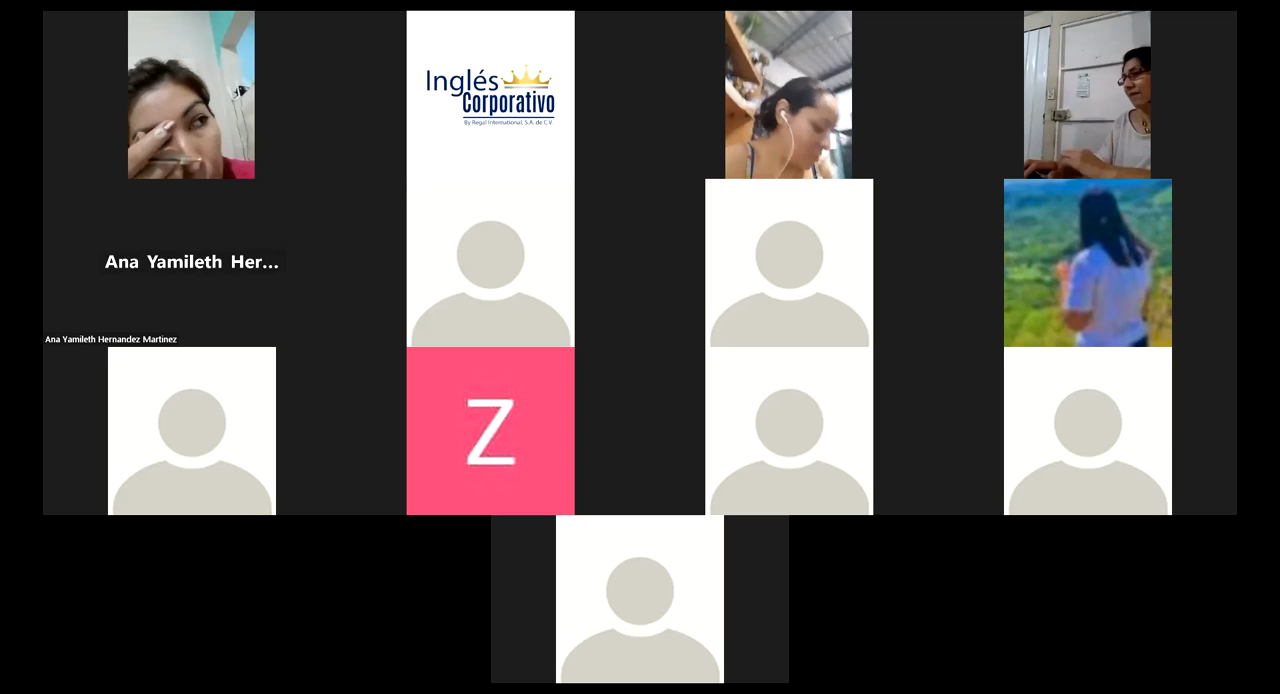 Inglés
Corporativo
By Regal International, S.A. de C.V.
Ana Yamileth Her...
Ana Yamileth Hernandez Martinez
Z